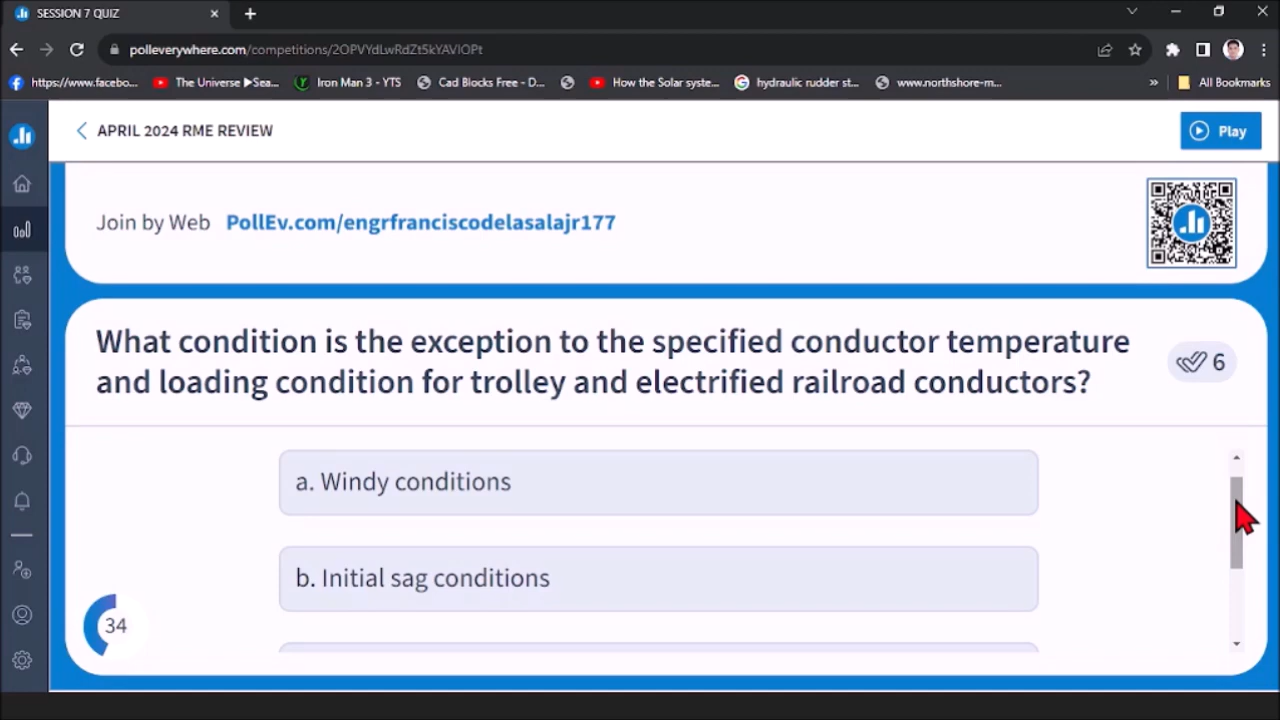 SESSION 7 QUIZ
polleverywhere.com/competitions/2OPVYdLwRdZt5kYAVIOPt
https://www.facebo... The Universe ▶Sea... Iron Man 3 - YTS Cad Blocks Free - D... How the Solar syste... hydraulic rudder st... www.northshore-m... » All Bookmarks
APRIL 2024 RME REVIEW
Play
Join by Web PollEv.com/engrfranciscodelasalajr177
What condition is the exception to the specified conductor temperature
and loading condition for trolley and electrified railroad conductors?
6
a. Windy conditions
b. Initial sag conditions
34